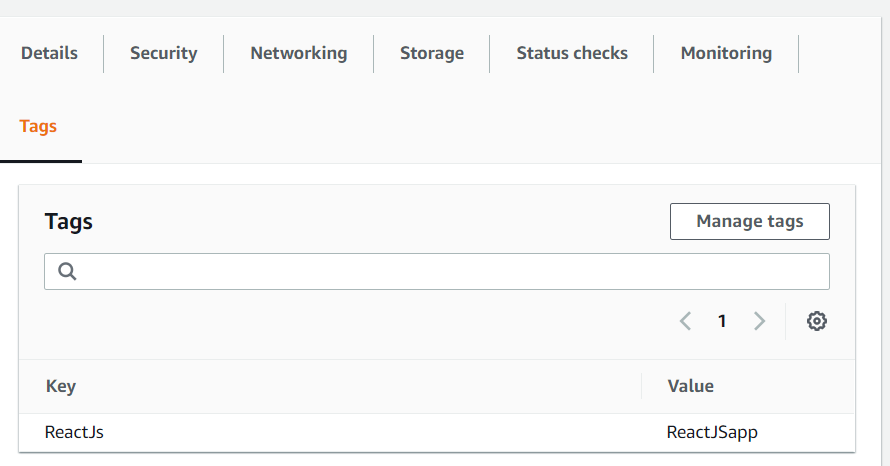 Details Security Networking Storage Status checks Monitoring
Tags
Tags Manage tags
1
Key Value
ReactJs ReactJSapp